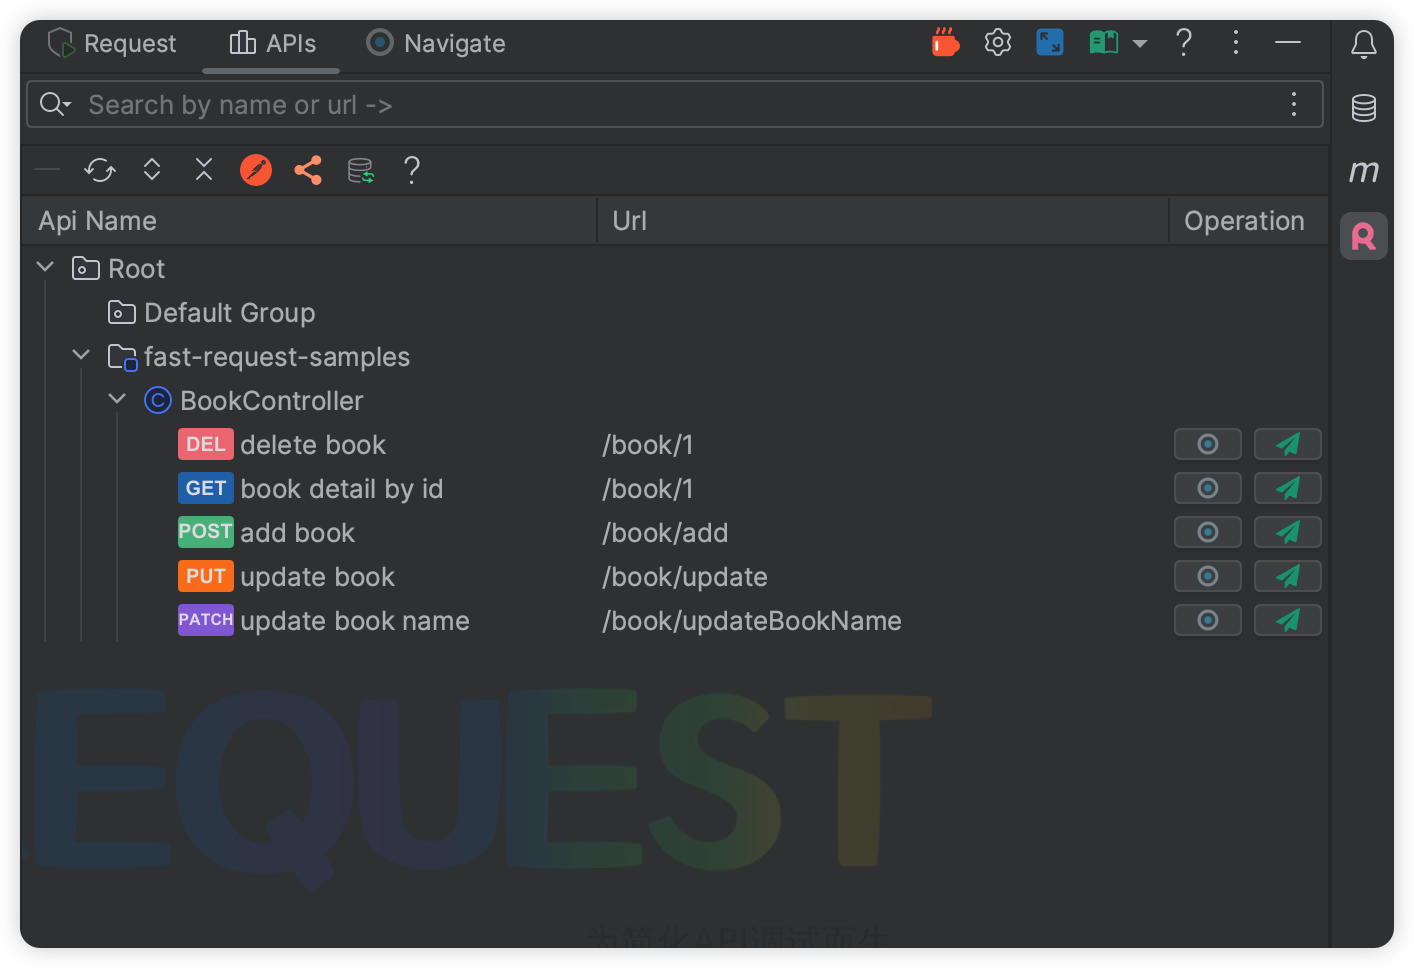 Request APIs Navigate
Search by name or url ->
Api Name Url Operation
Root
Default Group
fast-request-samples
BookController
DEL delete book /book/1
GET book detail by id /book/1
POST add book /book/add
PUT update book /book/update
PATCH update book name /book/updateBookName
EQUEST
为简化API调试而生